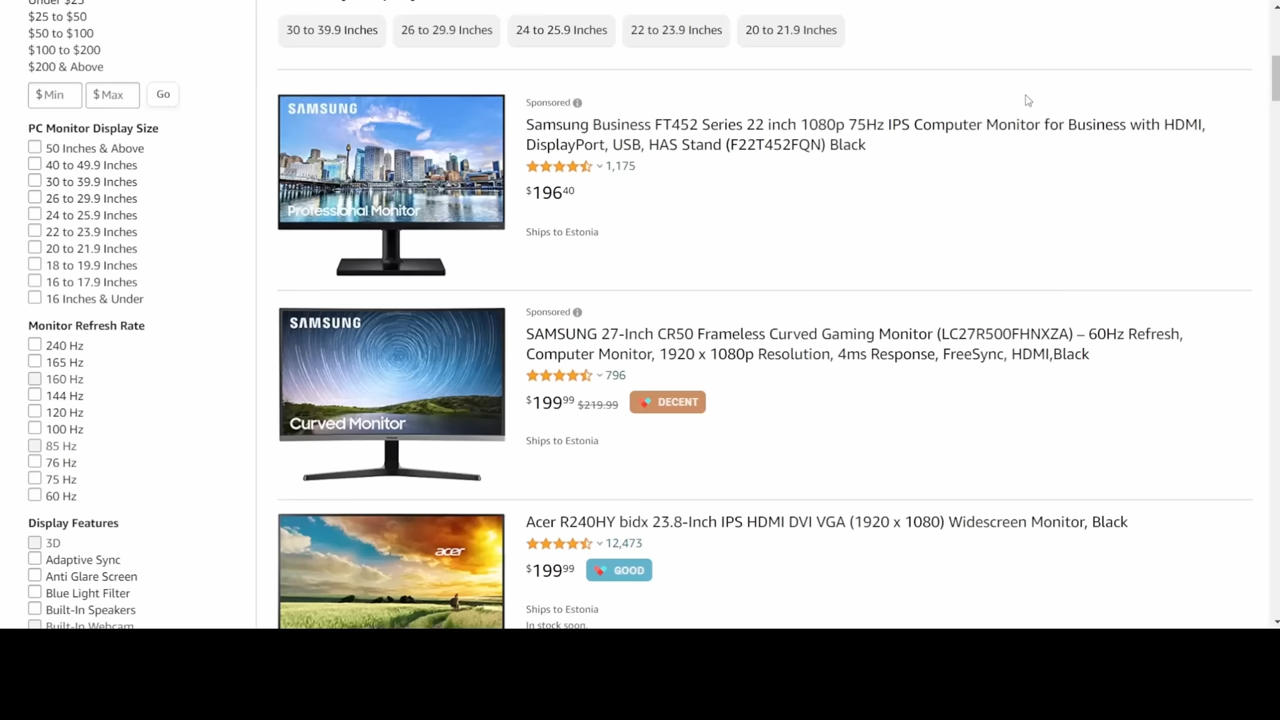 Under $25
$25 to $50
$50 to $100
$100 to $200
$200 & Above
$ Min
$ Max
Go
PC Monitor Display Size
50 Inches & Above
40 to 49.9 Inches
30 to 39.9 Inches
26 to 29.9 Inches
24 to 25.9 Inches
22 to 23.9 Inches
20 to 21.9 Inches
18 to 19.9 Inches
16 to 17.9 Inches
16 Inches & Under
Monitor Refresh Rate
240 Hz
165 Hz
160 Hz
144 Hz
120 Hz
100 Hz
85 Hz
76 Hz
75 Hz
60 Hz
Display Features
3D
Adaptive Sync
Anti Glare Screen
Blue Light Filter
Built-In Speakers
Built-In Webcam
30 to 39.9 Inches
26 to 29.9 Inches
24 to 25.9 Inches
22 to 23.9 Inches
20 to 21.9 Inches
SAMSUNG
Professional Monitor
Sponsored
Samsung Business FT452 Series 22 inch 1080p 75Hz IPS Computer Monitor for Business with HDMI,
DisplayPort, USB, HAS Stand (F22T452FQN) Black
1,175
$196 40
Ships to Estonia
SAMSUNG
Curved Monitor
Sponsored
SAMSUNG 27-Inch CR50 Frameless Curved Gaming Monitor (LC27R500FHNXZA) – 60Hz Refresh,
Computer Monitor, 1920 x 1080p Resolution, 4ms Response, FreeSync, HDMI,Black
796
$199 99 $219.99 DECENT
Ships to Estonia
acer
Acer R240HY bidx 23.8-Inch IPS HDMI DVI VGA (1920 x 1080) Widescreen Monitor, Black
12,473
$199 99 GOOD
Ships to Estonia
In stock soon.